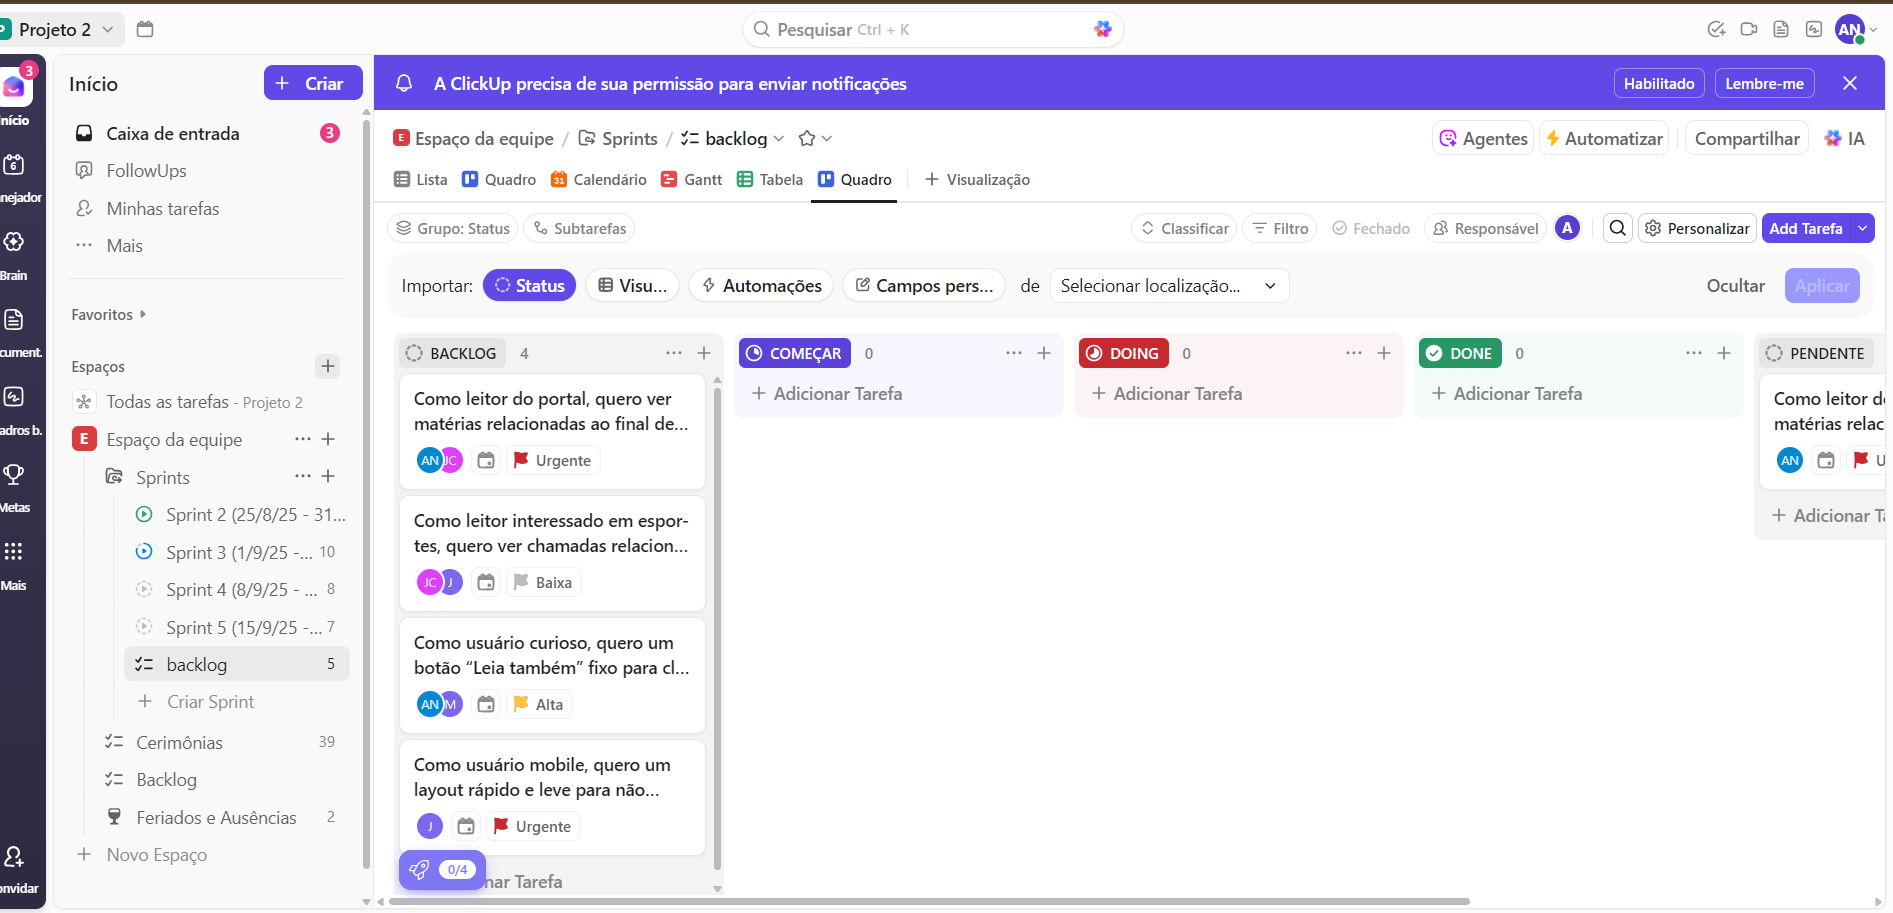 Projeto 2
Pesquisar Ctrl + K
AN
3
Início
Criar
A ClickUp precisa de sua permissão para enviar notificações
Habilitado
Lembre-me
Caixa de entrada 3
FollowUps
Minhas tarefas
Mais
Favoritos
Espaços
Todas as tarefas - Projeto 2
E Espaço da equipe
Sprints
Sprint 2 (25/8/25 - 31...
Sprint 3 (1/9/25 -... 10
Sprint 4 (8/9/25 - ... 8
Sprint 5 (15/9/25 -... 7
backlog 5
Criar Sprint
Cerimônias 39
Backlog
Feriados e Ausências 2
Novo Espaço
nício
6
nejador
Brain
cument.
adros b.
Metas
Mais
onvidar
E Espaço da equipe / Sprints / backlog
Agentes
Automatizar
Compartilhar
IA
Lista
Quadro
31 Calendário
Gantt
Tabela
Quadro
Visualização
Grupo: Status
Subtarefas
Classificar
Filtro
Fechado
Responsável
A
Personalizar
Add Tarefa
Importar:
Status
Visu...
Automações
Campos pers...
de
Selecionar localização...
Ocultar
Aplicar
BACKLOG 4
Como leitor do portal, quero ver
matérias relacionadas ao final de...
AN JC Urgente
Como leitor interessado em espor-
tes, quero ver chamadas relacion...
JC J Baixa
Como usuário curioso, quero um
botão “Leia também” fixo para cl...
AN M Alta
Como usuário mobile, quero um
layout rápido e leve para não...
J Urgente
0/4
nar Tarefa
COMEÇAR 0
Adicionar Tarefa
DOING 0
Adicionar Tarefa
DONE 0
Adicionar Tarefa
PENDENTE
Como leitor d
matérias relac
AN U
Adicionar Ta